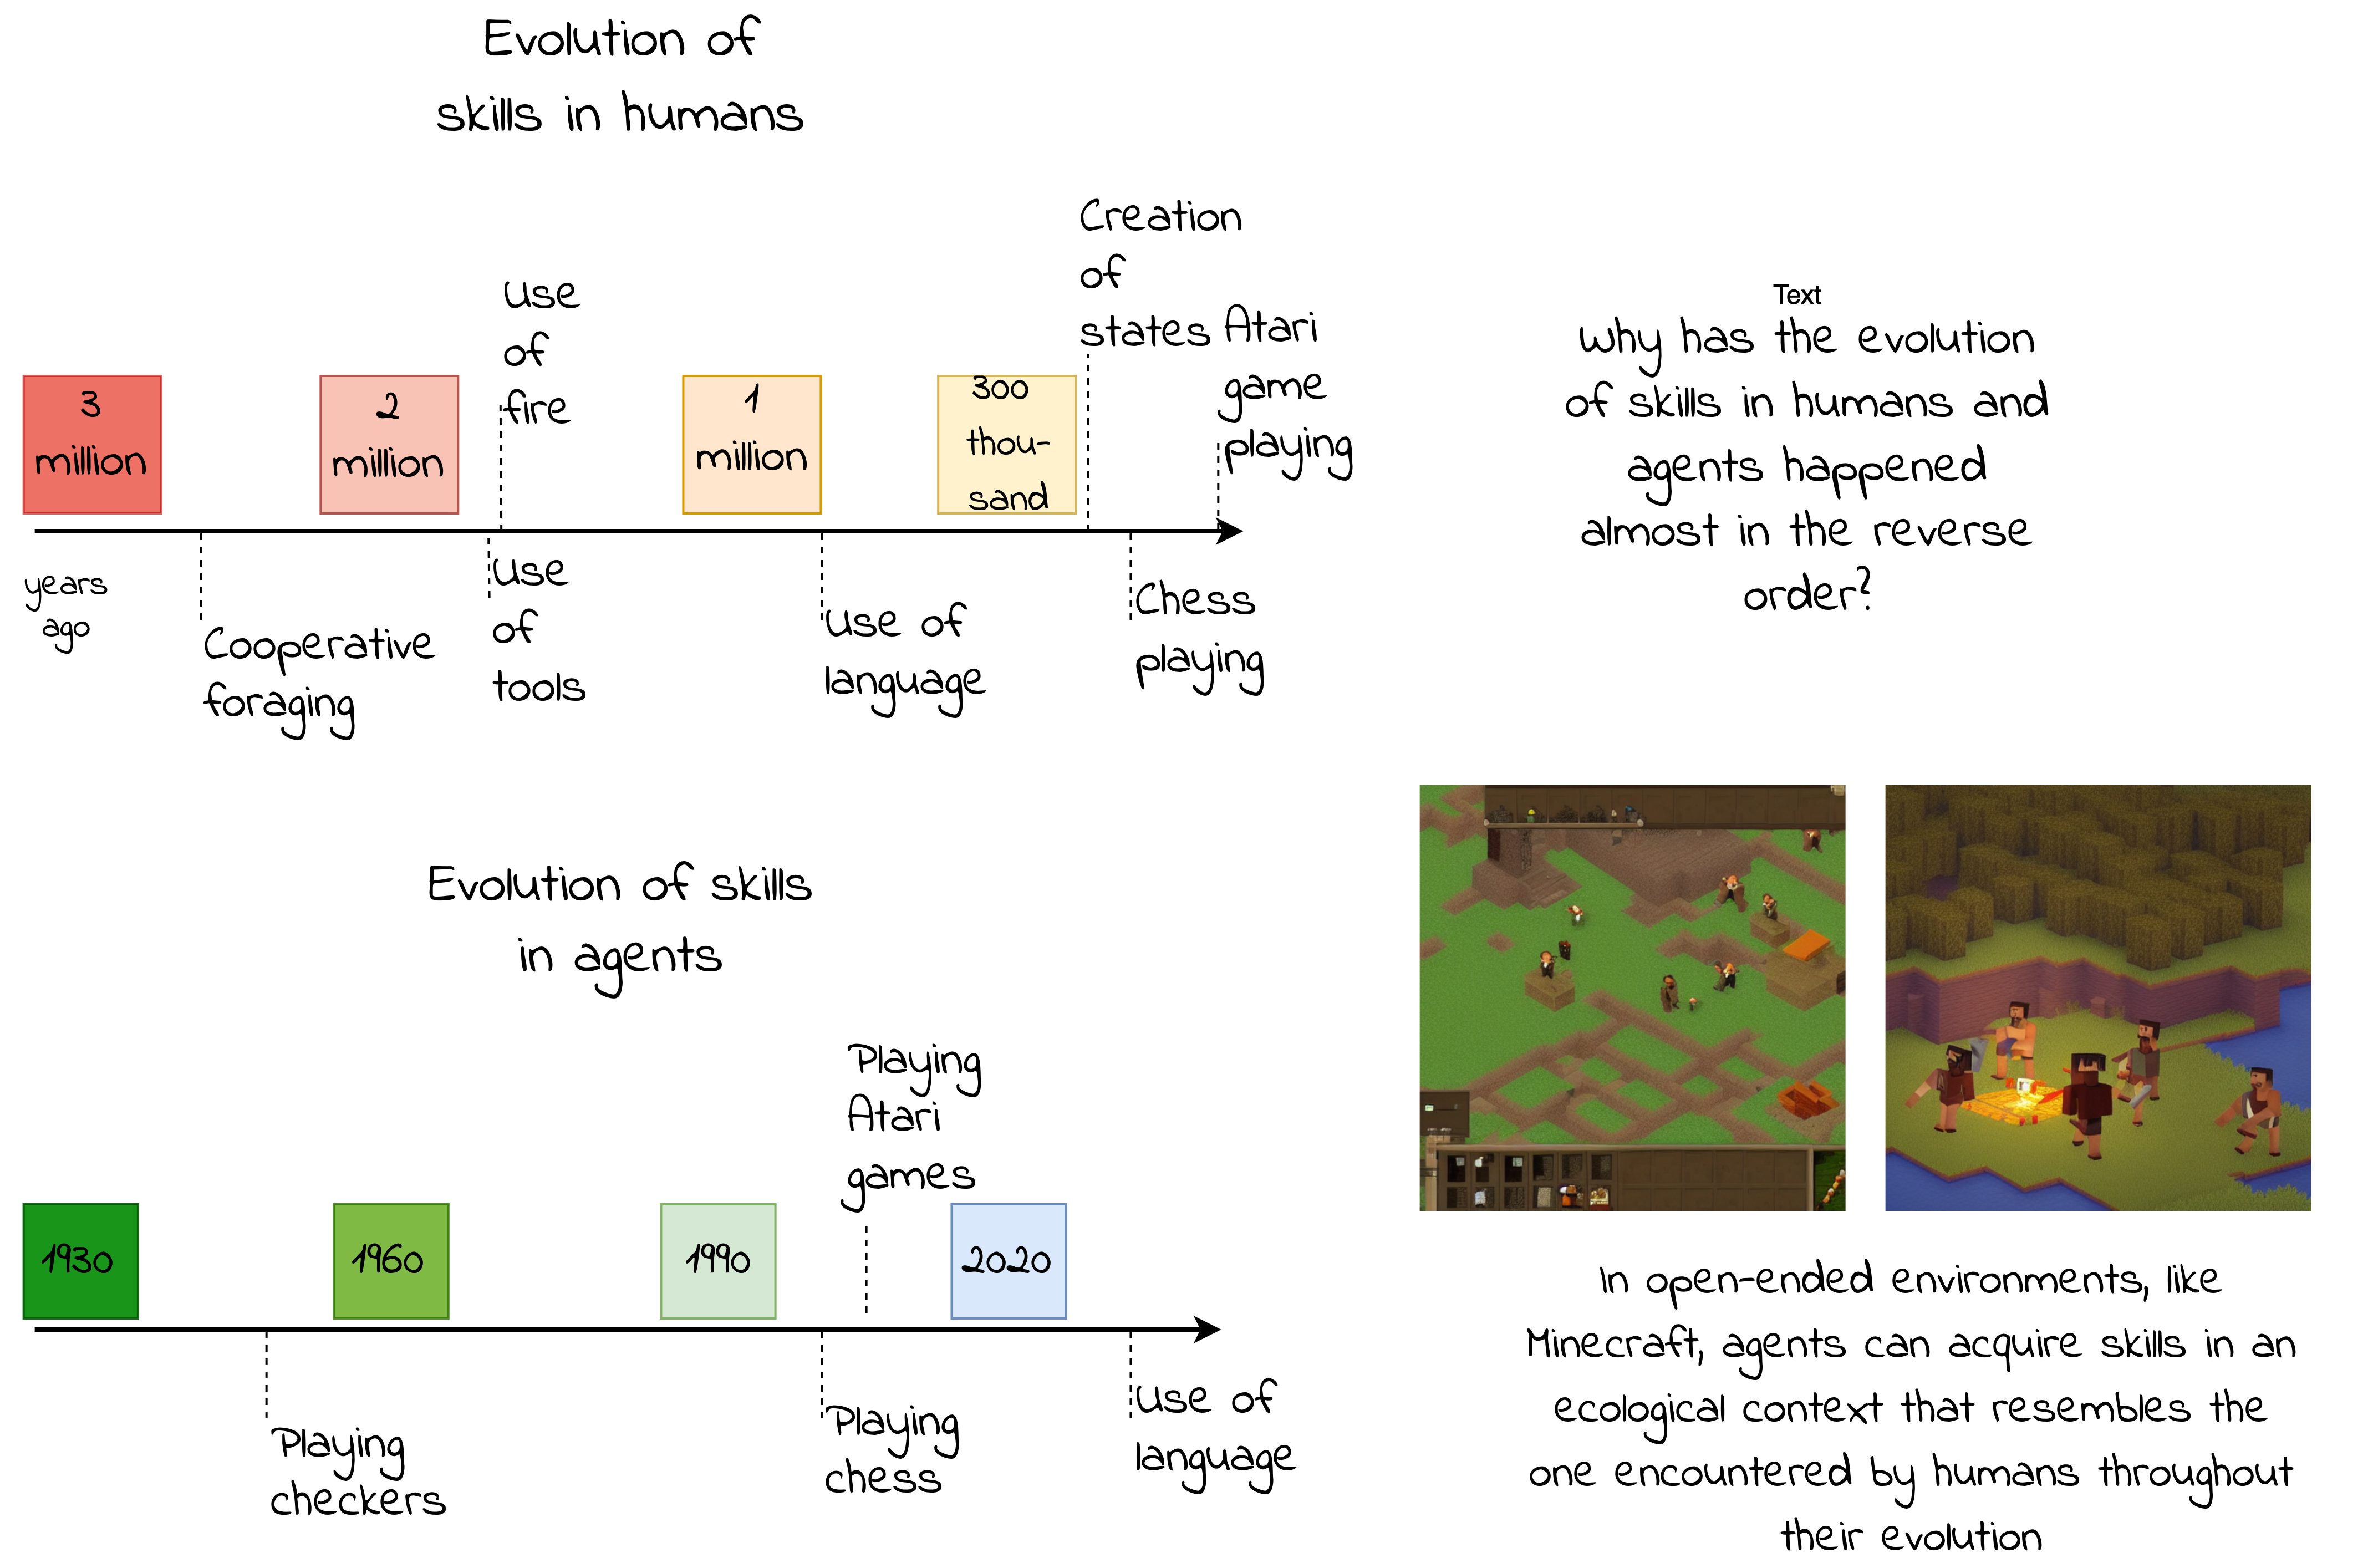 Evolution of
skills in humans
Creation
of
states
Atari
game
playing
Use
of
fire
3
million
2
million
1
million
300
thou-
sand
years
ago
Cooperative
foraging
Use
of
tools
Use of
language
Chess
playing
Text
Why has the evolution
of skills in humans and
agents happened
almost in the reverse
order?
Evolution of skills
in agents
Playing
Atari
games
1930
1960
1990
2020
Playing
checkers
Playing
chess
Use of
language
In open-ended environments, like
Minecraft, agents can acquire skills in an
ecological context that resembles the
one encountered by humans throughout
their evolution